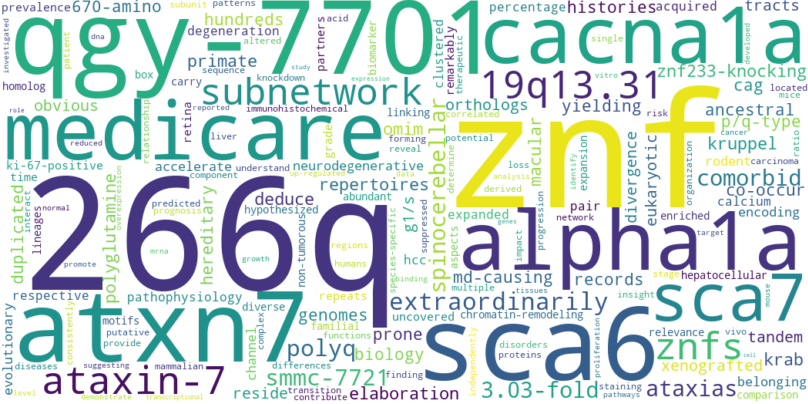 prevalence 670-amino hundreds degeneration altered partners acid biomarker percentage histories acquired tracts
investigated dna patient subunit patterns qgy-7701 cacna1a single developed
homolog box primate sequence knockdown study expression clustered remarkably therapeutic
carry subnetwork 19q13.31 vitro znf233-knocking cag located mice
role obvious reported retina immunohistochemical linking orthologs yielding risk ancestral
medicare relationship liver grade omim forming reveal correlated znf p/q-type
reduced spinocerebellar potential determine macular identify expansion organization cancer kruppel ratio
ki-67-positive accelerate understand neurodegenerative loss analysis derived divergence eukaryotic rodent carcinoma
time component up-regulated data repertoires comorbid
duplicated lineages normal polyglutamine overexpression predicted prognosis hereditary deduce abundant g1/s progression pair network enriched co-occur
interact 266q hypothesized non-tumorous species-specific suppressed expanded aspects impact genes calcium encoding
mrna regions humans hcc binding alpha1a target
promote growth repeats multiple tissues md-causing records stage hepatocellular
respective pathophysiology diverse genomes extraordinarily insight sca7 mouse
evolutionary consistently motifs putative provide channel complex familial functions uncovered chromatin-remodeling
atxn7 polyq prone sca6 disorders proteins proliferation relevance vivo tandem
diseases suggesting mammalian differences biology independently znfs cell krab
level ataxin-7 smmc-7721 finding staining pathways xenografted belonging
demonstrate transcriptional reside transition contribute elaboration 3.03-fold ataxias comparison